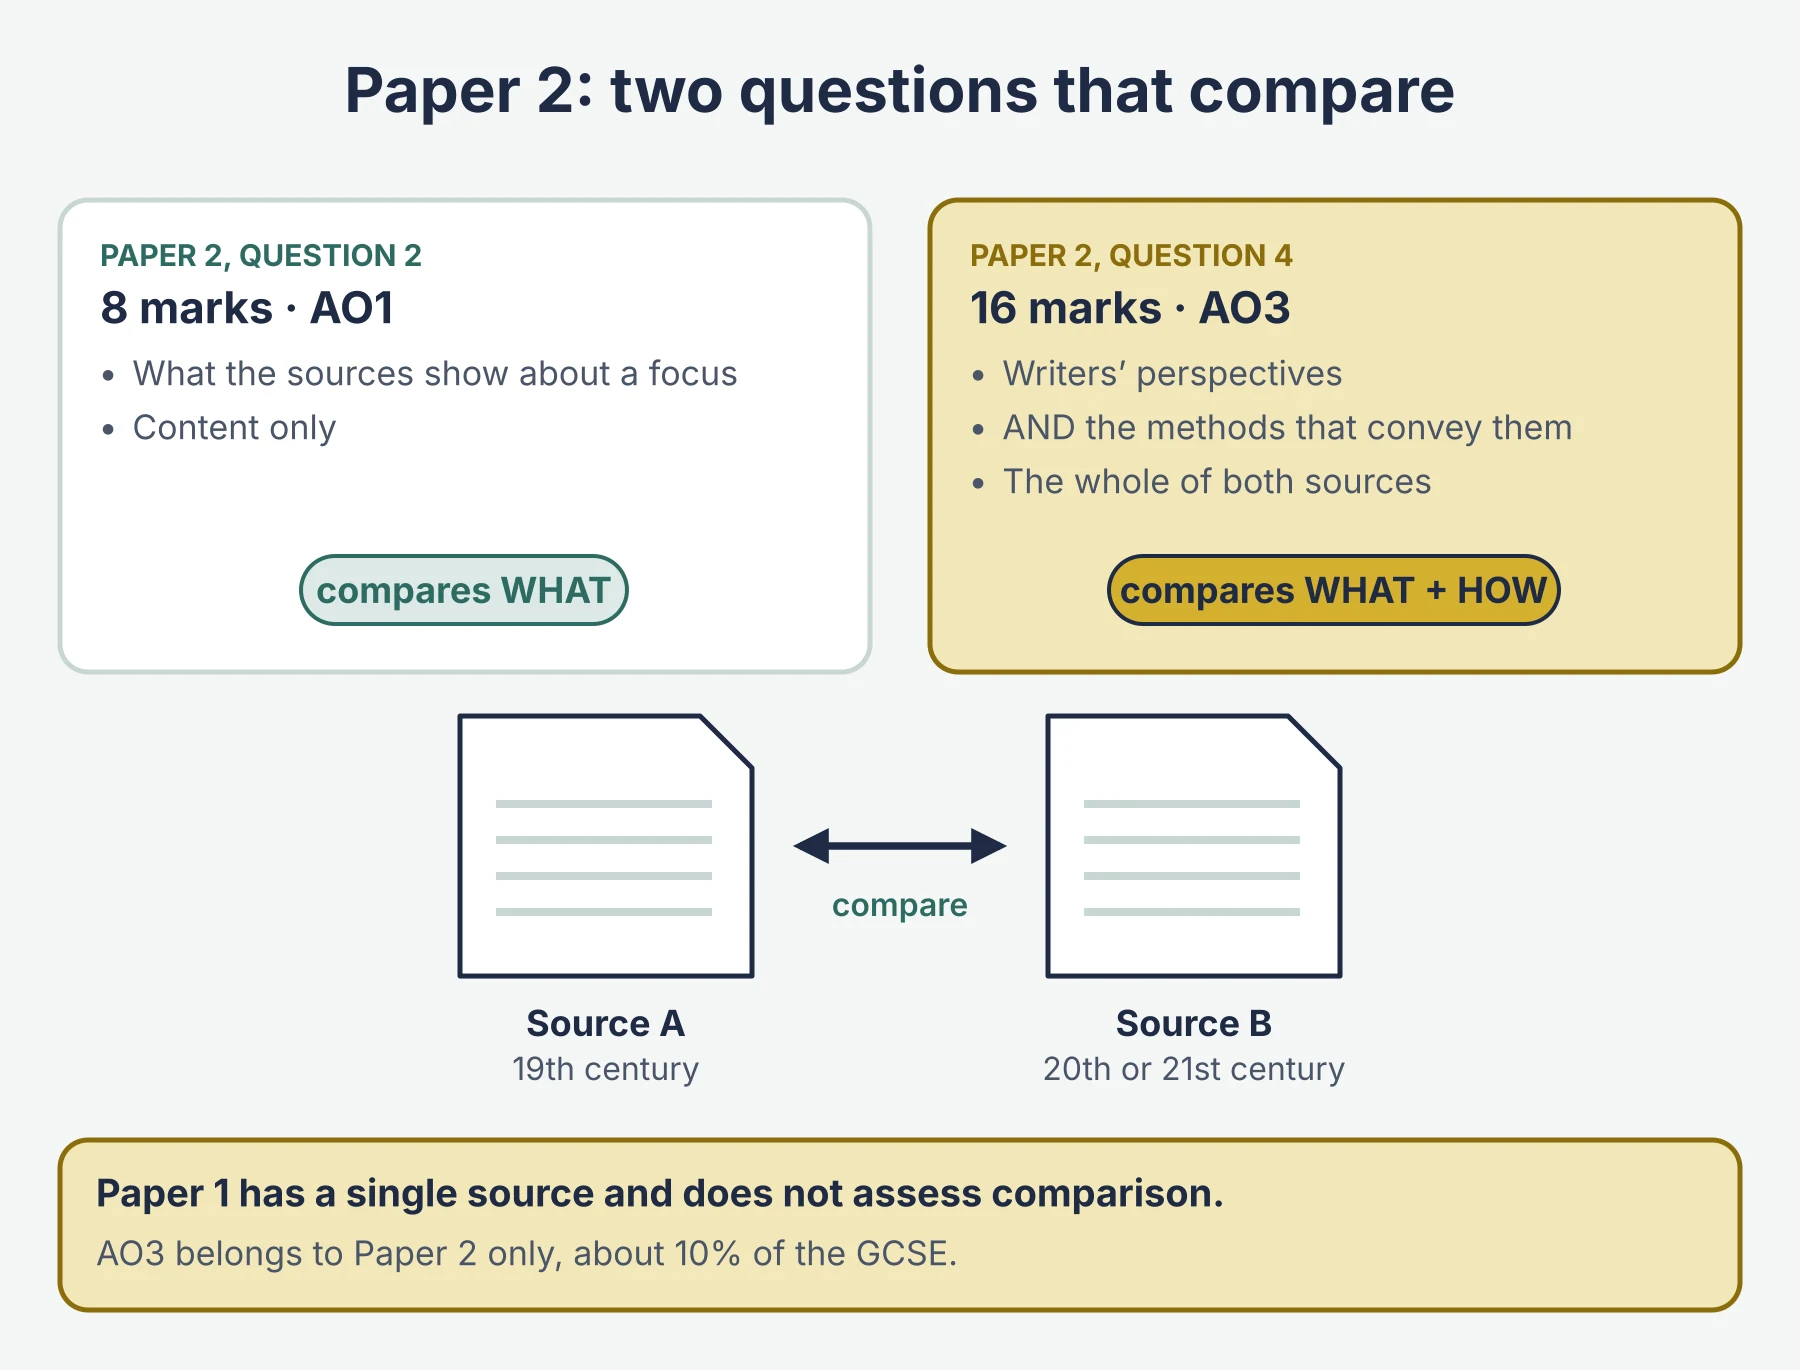 Paper 2: two questions that compare
PAPER 2, QUESTION 2
8 marks · AO1
• What the sources show about a focus
• Content only
compares WHAT
PAPER 2, QUESTION 4
16 marks · AO3
• Writers’ perspectives
• AND the methods that convey them
• The whole of both sources
compares WHAT + HOW
compare
Source A
19th century
Source B
20th or 21st century
Paper 1 has a single source and does not assess comparison.
AO3 belongs to Paper 2 only, about 10% of the GCSE.